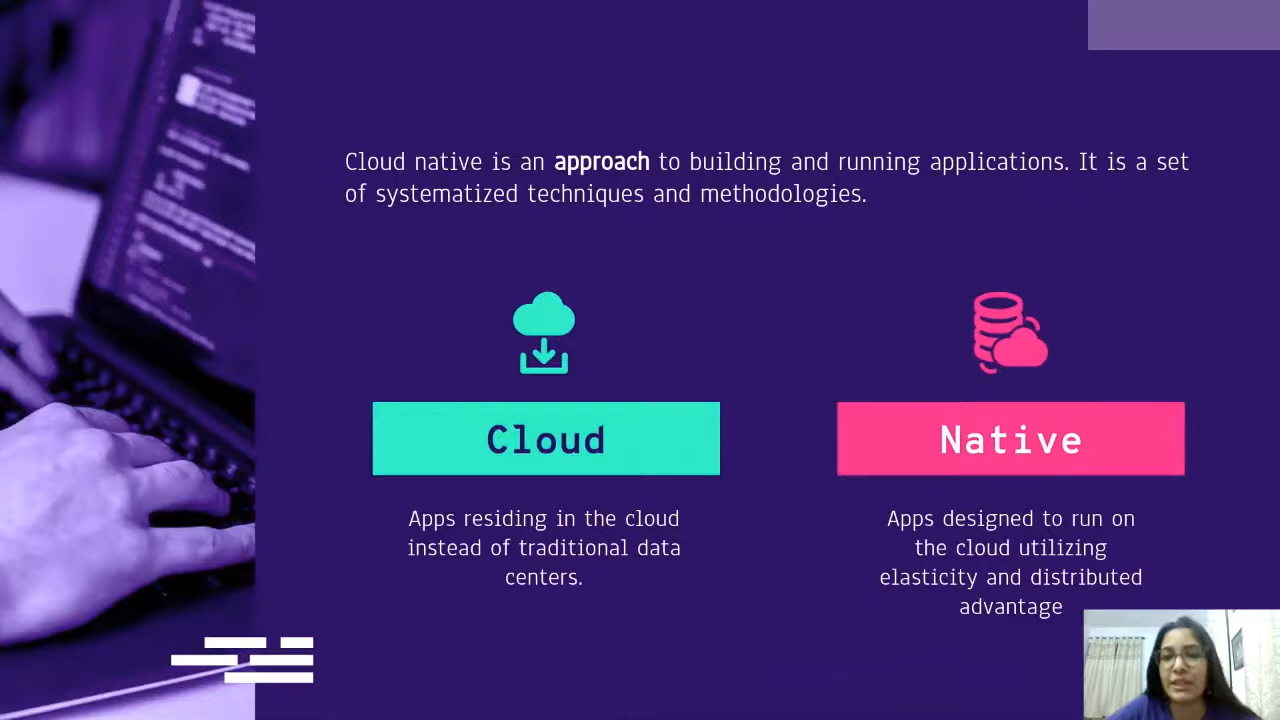 Cloud native is an approach to building and running applications. It is a set
of systematized techniques and methodologies.
Cloud
Apps residing in the cloud
instead of traditional data
centers.
Native
Apps designed to run on
the cloud utilizing
elasticity and distributed
advantage